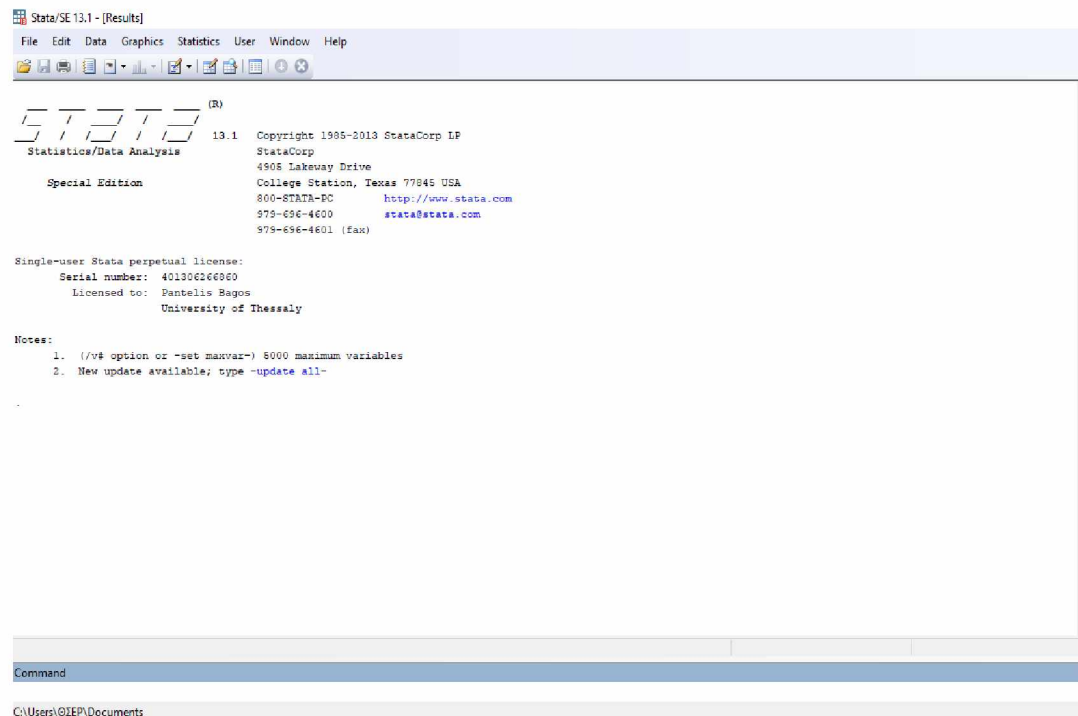 Stata/SE 13.1 - [Results]
File Edit Data Graphics Statistics User Window Help
(R)
STATA 13.1 Copyright 1985-2013 StataCorp LP
Statistics/Data Analysis StataCorp
4905 Lakeway Drive
Special Edition College Station, Texas 77845 USA
800-STATA-PC http://www.stata.com
979-696-4600 stata@stata.com
979-696-4601 (fax)
Single-user Stata perpetual license:
Serial number: 401306266860
Licensed to: Pantelis Bagos
University of Thessaly
Notes:
1. (/v# option or -set maxvar-) 5000 maximum variables
2. New update available; type -update all-
.
Command
C:\Users\ΘΣΕΡ\Documents